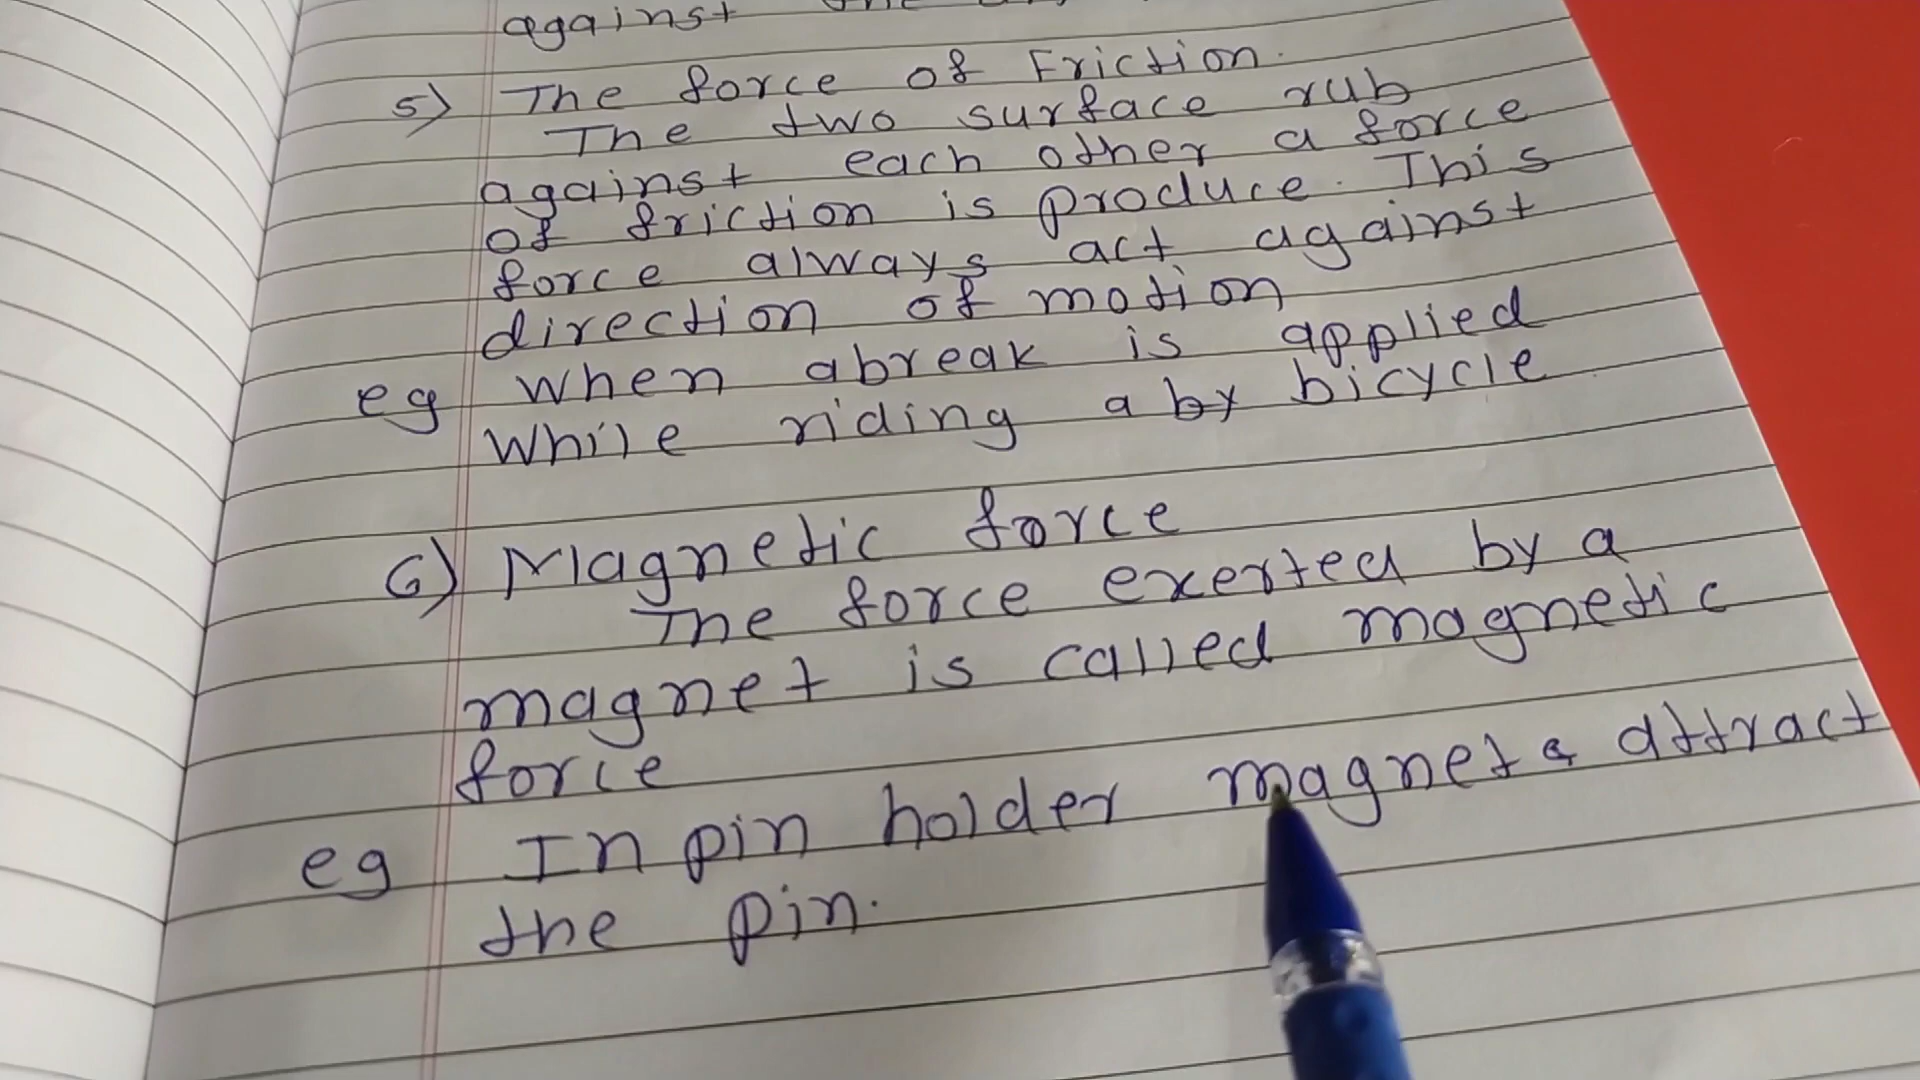 against
5) The force of Friction.
The two surface rub
against each other a force
of friction is produce. This
force always act against
direction of motion
eg when abreak is applied
while riding a by bicycle
6) Magnetic force
The force exerted by a
magnet is called magnetic
force
eg In pin holder magnet attract
the pin.